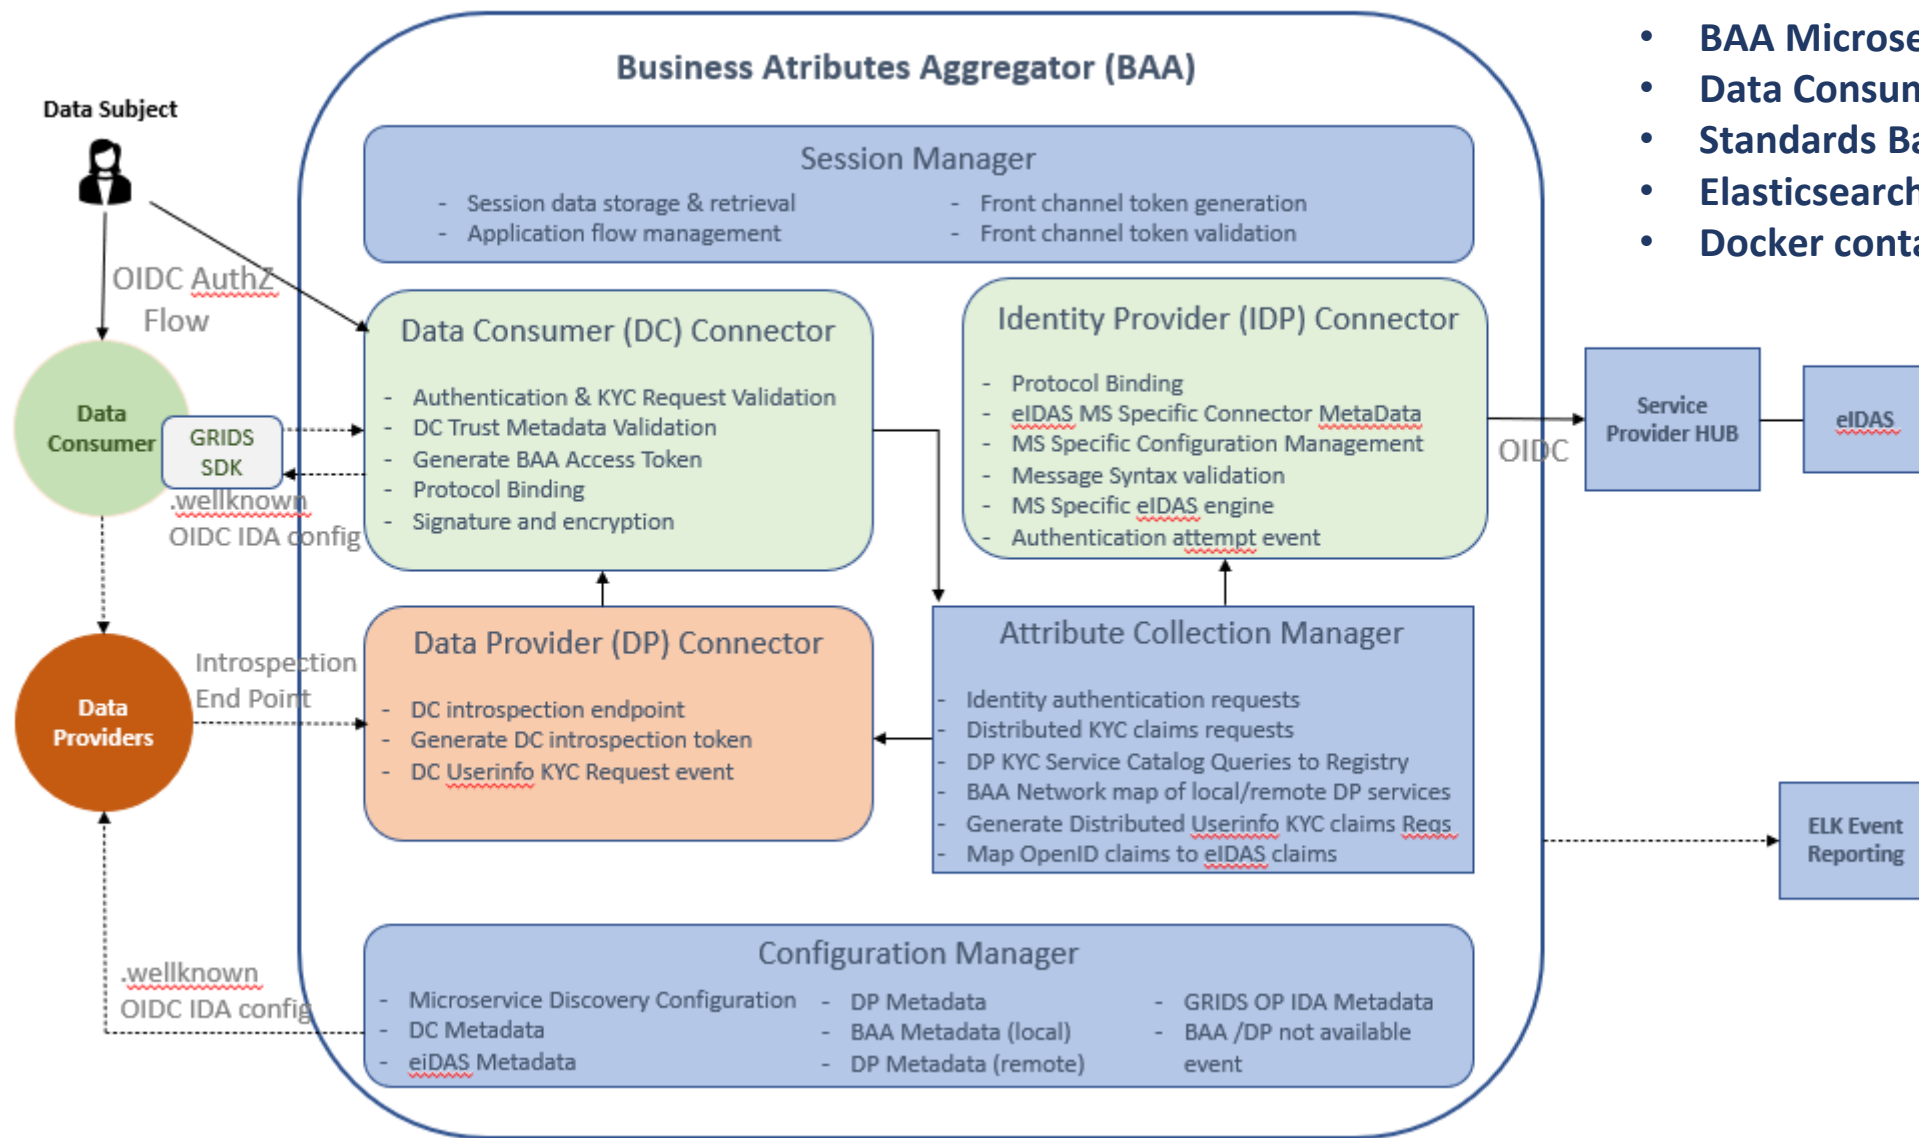 Business Atributes Aggregator (BAA)
Data Subject
Session Manager
- Session data storage & retrieval
- Application flow management
- Front channel token generation
- Front channel token validation
• BAA
• Data
• Standards
• Elasticsearch
• Docker
OIDC AuthZ
Flow
Data Consumer (DC) Connector
- Authentication & KYC Request Validation
- DC Trust Metadata Validation
- Generate BAA Access Token
- Protocol Binding
- Signature and encryption
Identity Provider (IDP) Connector
- Protocol Binding
- eIDAS MS Specific Connector MetaData
- MS Specific Configuration Management
- Message Syntax validation
- MS Specific eIDAS engine
- Authentication attempt event
Data
Consumer
GRIDS
SDK
.wellknown
OIDC IDA config
OIDC
Service
Provider HUB
eIDAS
Data
Providers
Introspection
End Point
Data Provider (DP) Connector
- DC introspection endpoint
- Generate DC introspection token
- DC Userinfo KYC Request event
Attribute Collection Manager
- Identity authentication requests
- Distributed KYC claims requests
- DP KYC Service Catalog Queries to Registry
- BAA Network map of local/remote DP services
- Generate Distributed Userinfo KYC claims Reqs
- Map OpenID claims to eIDAS claims
ELK Event
Reporting
.wellknown
OIDC IDA config
Configuration Manager
- Microservice Discovery Configuration
- DC Metadata
- eiDAS Metadata
- DP Metadata
- BAA Metadata (local)
- DP Metadata (remote)
- GRIDS OP IDA Metadata
- BAA /DP not available
event